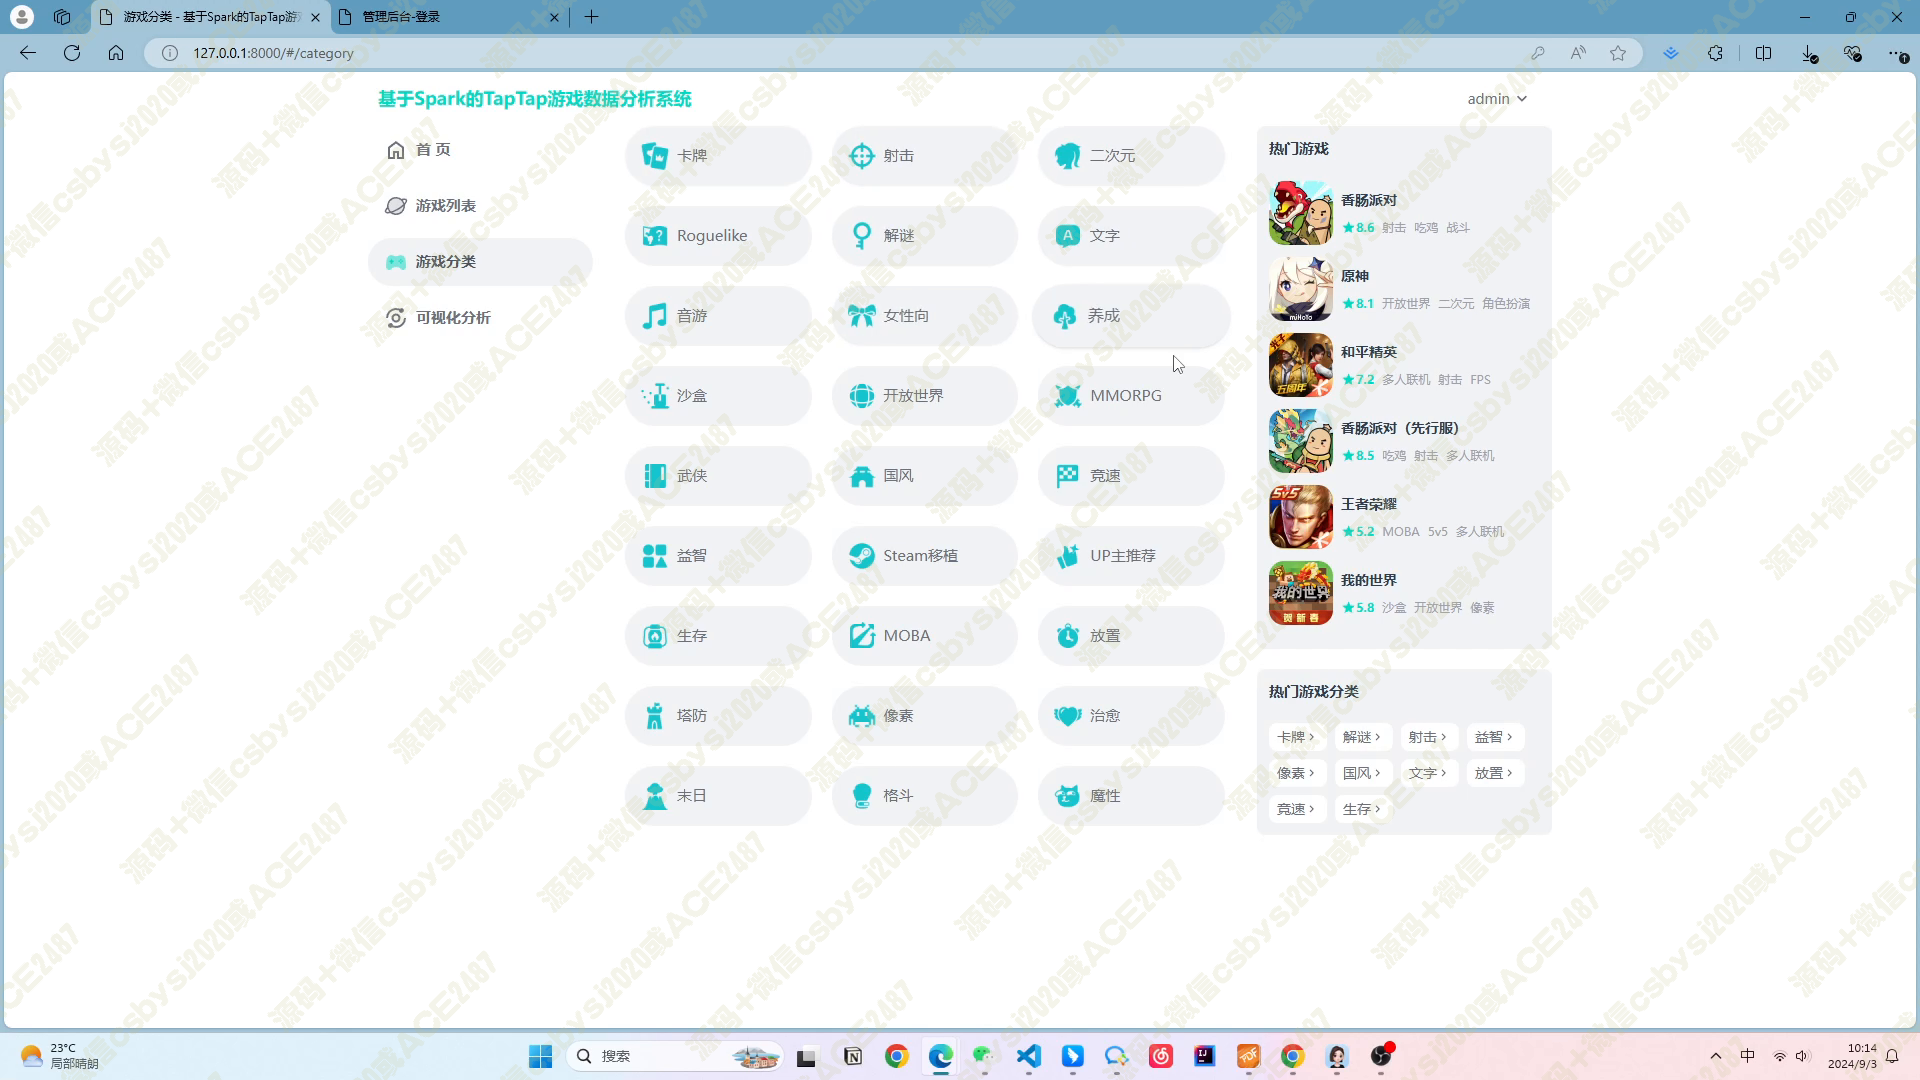 游戏分类 - 基于Spark的TapTap游
管理后台-登录
127.0.0.1:8000/#/category
基于Spark的TapTap游戏数据分析系统
admin
首 页
游戏列表
游戏分类
可视化分析
卡牌
射击
二次元
Roguelike
解谜
文字
音游
女性向
养成
沙盒
开放世界
MMORPG
武侠
国风
竞速
益智
Steam移植
UP主推荐
生存
MOBA
放置
塔防
像素
治愈
末日
格斗
魔性
热门游戏
香肠派对
8.6 射击 吃鸡 战斗
原神
8.1 开放世界 二次元 角色扮演
和平精英
7.2 多人联机 射击 FPS
香肠派对（先行服）
8.5 吃鸡 射击 多人联机
王者荣耀
5.2 MOBA 5v5 多人联机
我的世界
5.8 沙盒 开放世界 像素
miHoYo
五周年
5V5
我的世界
贺新春
热门游戏分类
卡牌 › 解谜 › 射击 › 益智 ›
像素 › 国风 › 文字 › 放置 ›
竞速 › 生存 ›
源码+微信csbysj2020或ACE2487
23°C
局部晴朗
搜索
中
10:14
2024/9/3